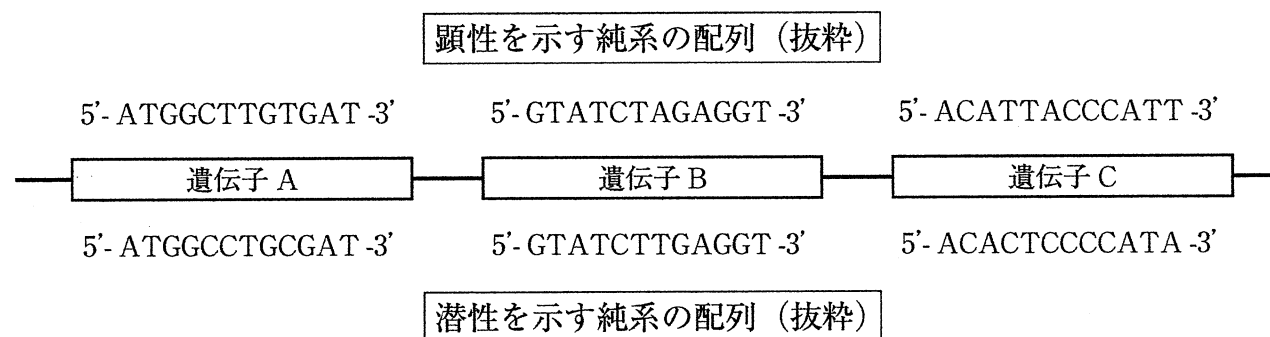 顕性を示す純系の配列（抜粋）
5'- ATGGCTTGTGAT -3' 5'- GTATCTAGAGGT -3' 5'- ACATTACCCATT -3'
遺伝子 A 遺伝子 B 遺伝子 C
5'- ATGGCCTGCGAT -3' 5'- GTATCTTGAGGT -3' 5'- ACACTCCCCATA -3'
潜性を示す純系の配列（抜粋）